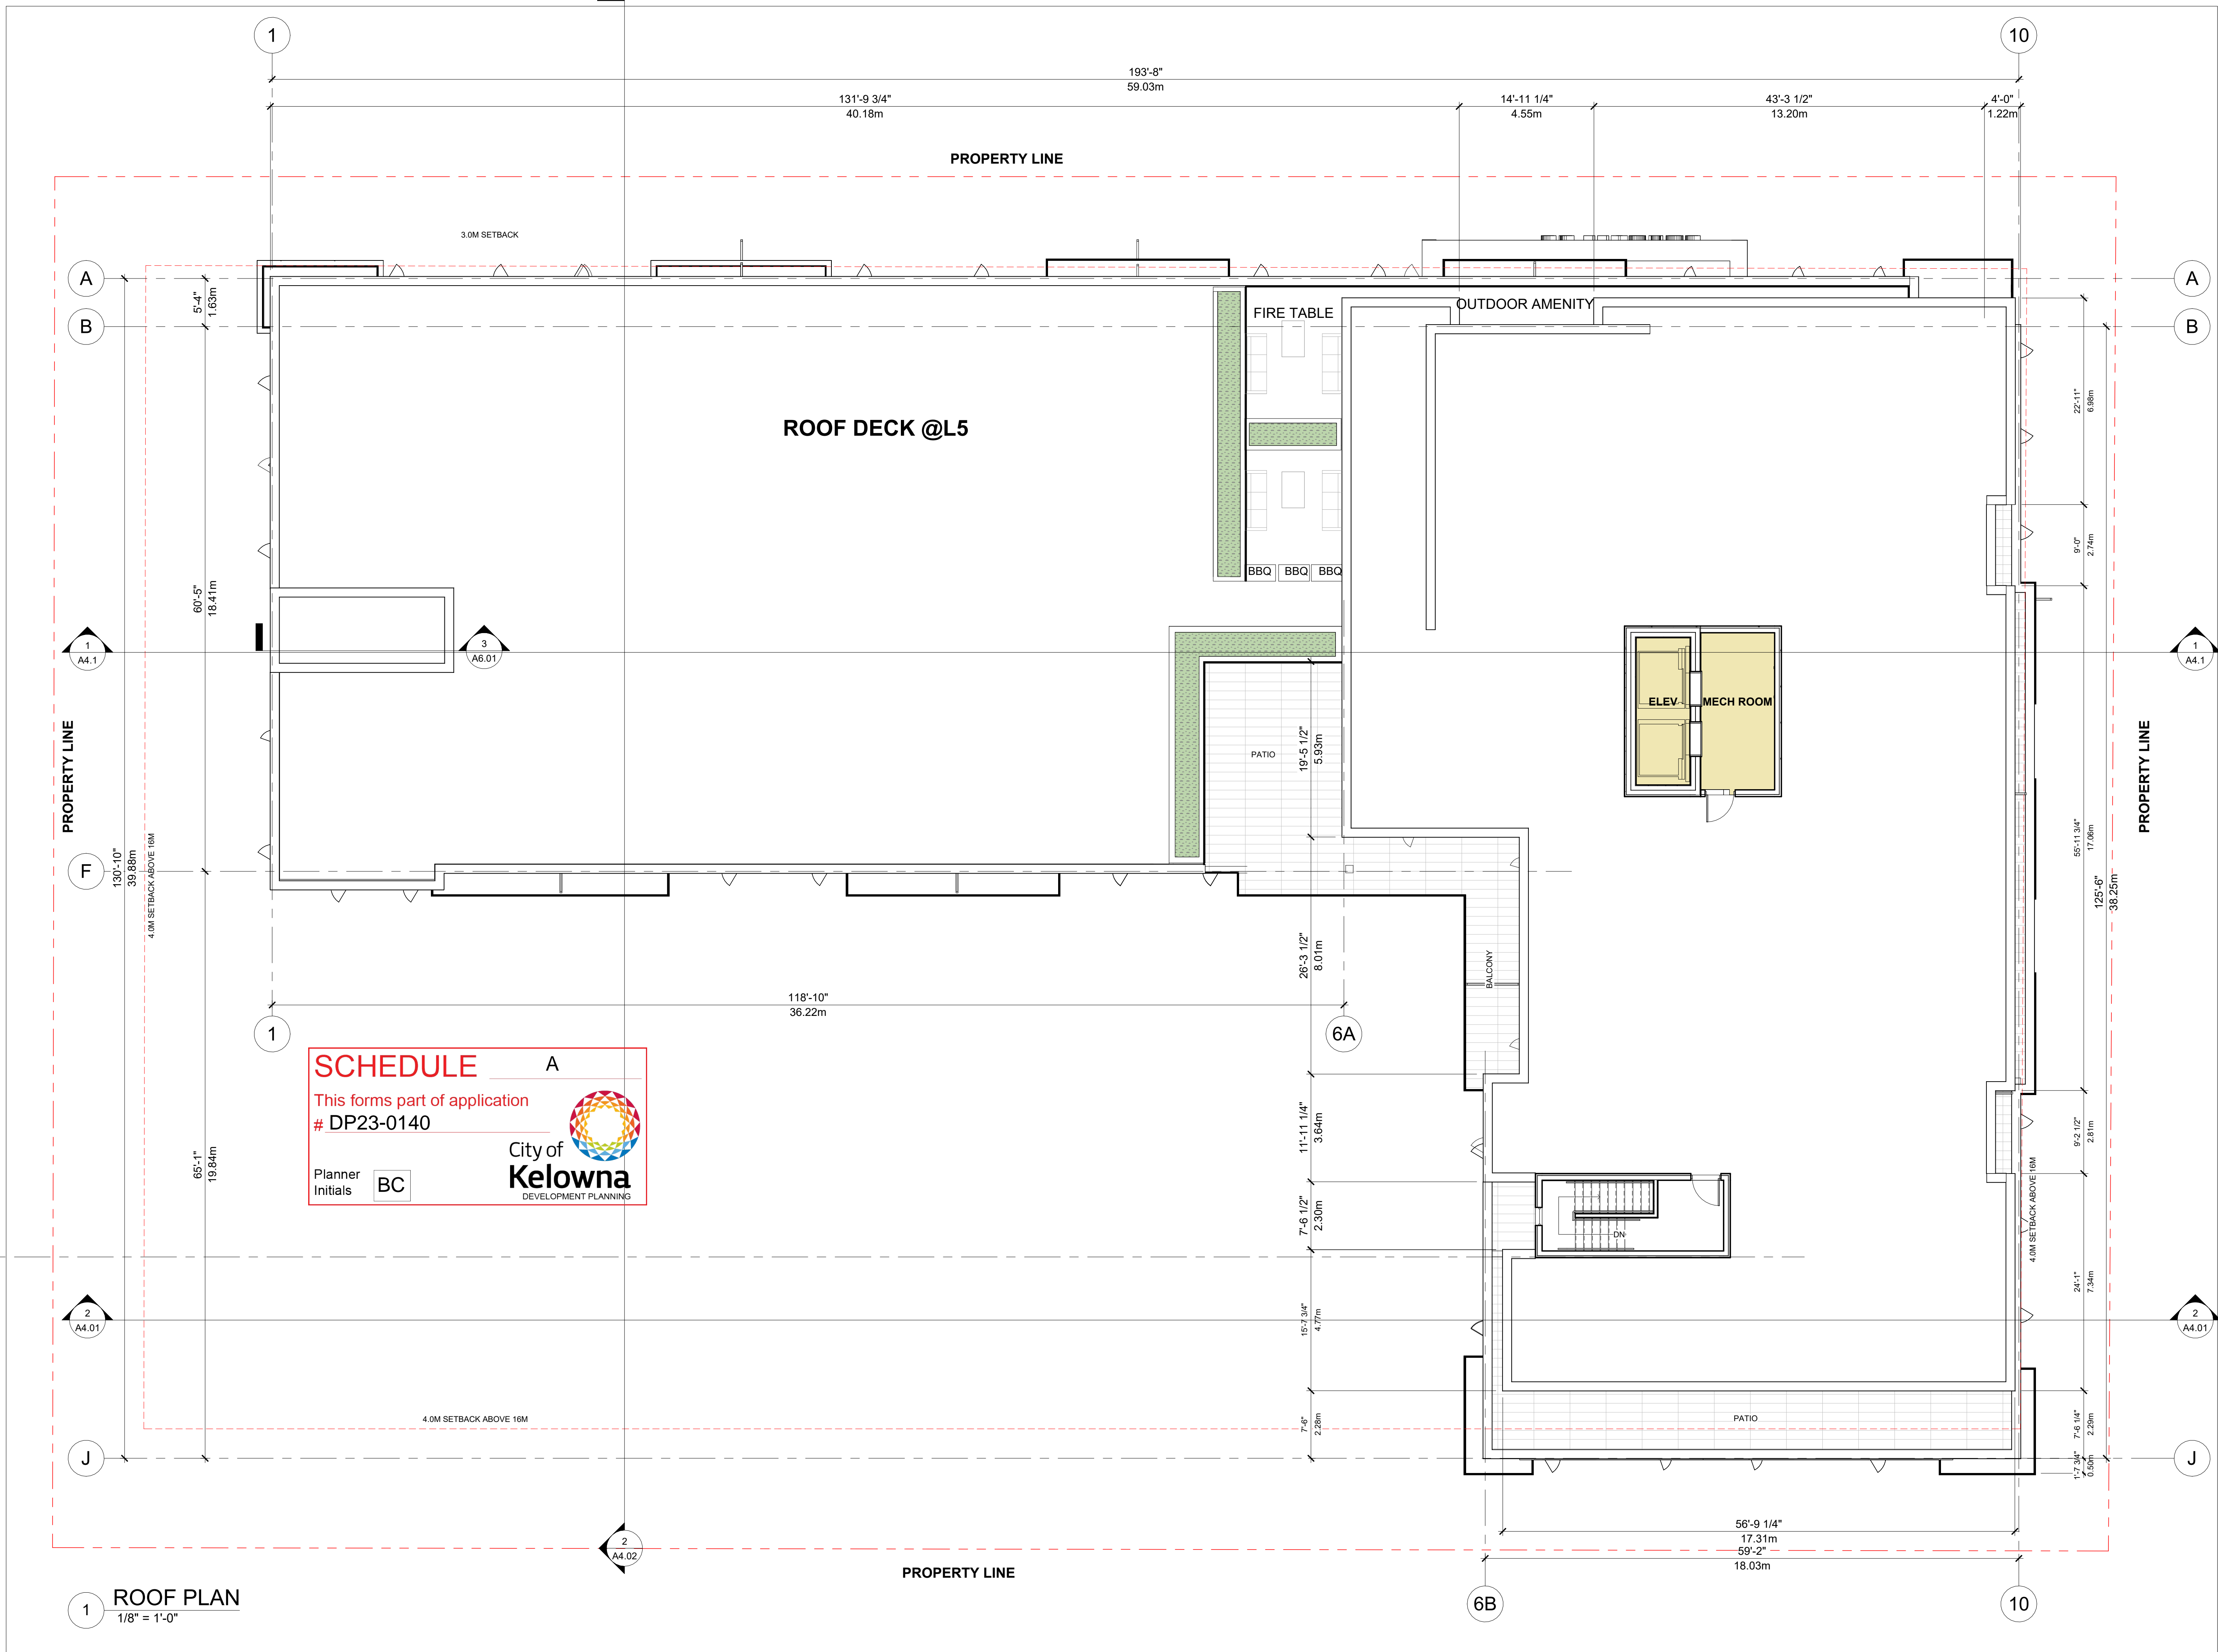 1
10
193'-8"
59.03m
131'-9 3/4"
40.18m
14'-11 1/4"
4.55m
43'-3 1/2"
13.20m
4'-0"
1.22m
PROPERTY LINE
3.0M SETBACK
A
A
5'-4"
1.63m
B
B
FIRE TABLE
OUTDOOR AMENITY
22'-11"
6.98m
ROOF DECK @L5
9'-0"
2.74m
BBQ
BBQ
BBQ
60'-5"
18.41m
1
A4.1
3
A6.01
1
A4.1
ELEV
MECH ROOM
PATIO
19'-5 1/2"
5.93m
PROPERTY LINE
PROPERTY LINE
55'-11 3/4"
17.06m
F
130'-10"
39.88m
4.0M SETBACK ABOVE 16M
125'-6"
38.25m
26'-3 1/2"
8.01m
BALCONY
118'-10"
36.22m
1
6A
SCHEDULE A
This forms part of application
# DP23-0140
City of
Kelowna
DEVELOPMENT PLANNING
Planner
Initials
BC
11'-11 1/4"
3.64m
9'-2 1/2"
2.81m
65'-1"
19.84m
7'-6 1/2"
2.30m
DN
4.0M SETBACK ABOVE 16M
24'-1"
7.34m
2
A4.01
15'-7 3/4"
4.77m
2
A4.01
4.0M SETBACK ABOVE 16M
7'-6"
2.28m
PATIO
7'-6 1/4"
2.29m
J
J
1'-7 3/4"
0.50m
56'-9 1/4"
17.31m
59'-2"
18.03m
2
A4.02
PROPERTY LINE
6B
10
1
ROOF PLAN
1/8" = 1'-0"